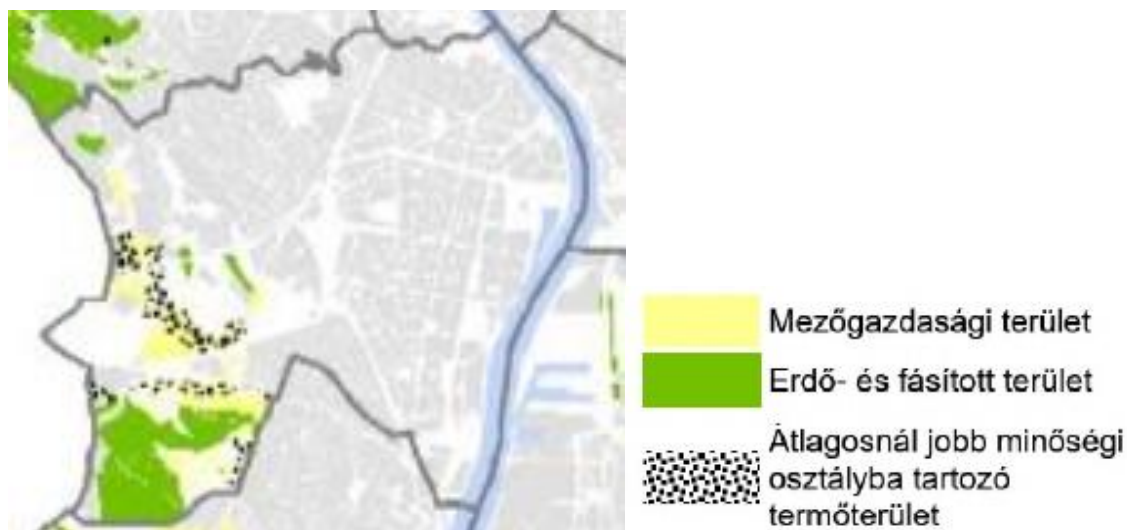 Mezőgazdasági terület
Erdő- és fásított terület
Átlagosnál jobb minőségi
osztályba tartozó
termőterület